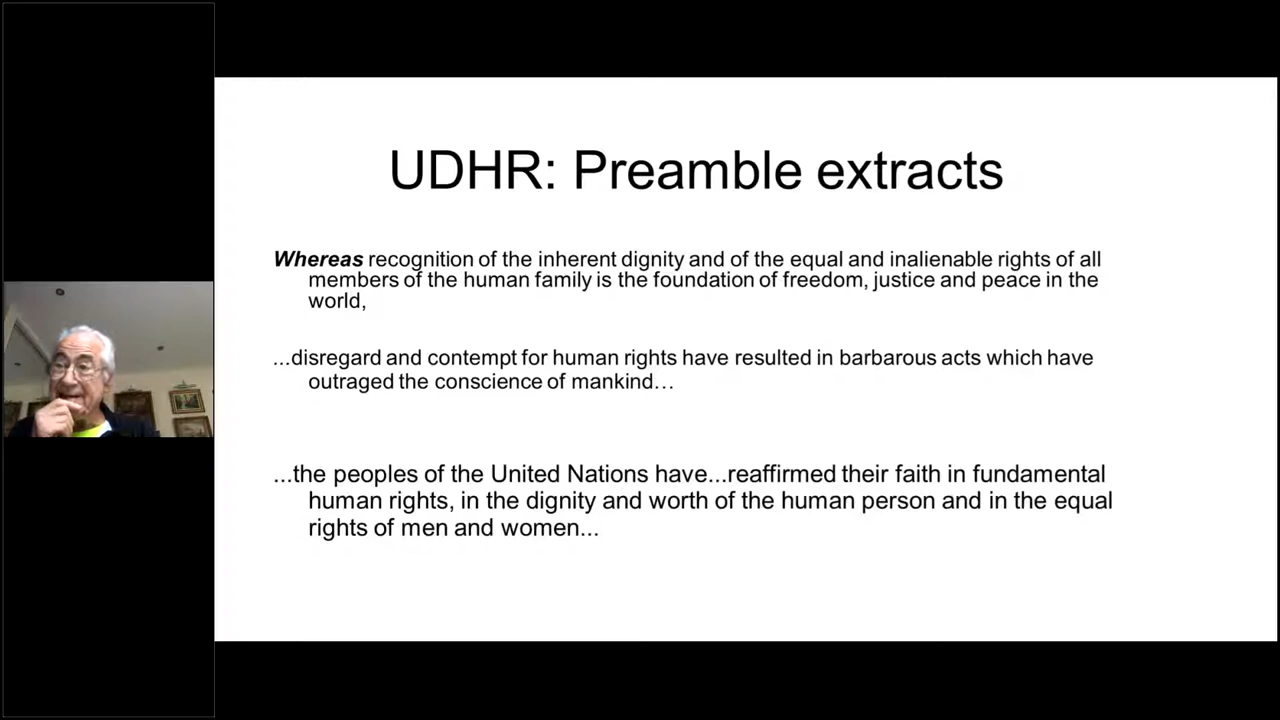 UDHR: Preamble extracts
Whereas recognition of the inherent dignity and of the equal and inalienable rights of all
members of the human family is the foundation of freedom, justice and peace in the
world,
...disregard and contempt for human rights have resulted in barbarous acts which have
outraged the conscience of mankind…
...the peoples of the United Nations have...reaffirmed their faith in fundamental
human rights, in the dignity and worth of the human person and in the equal
rights of men and women...